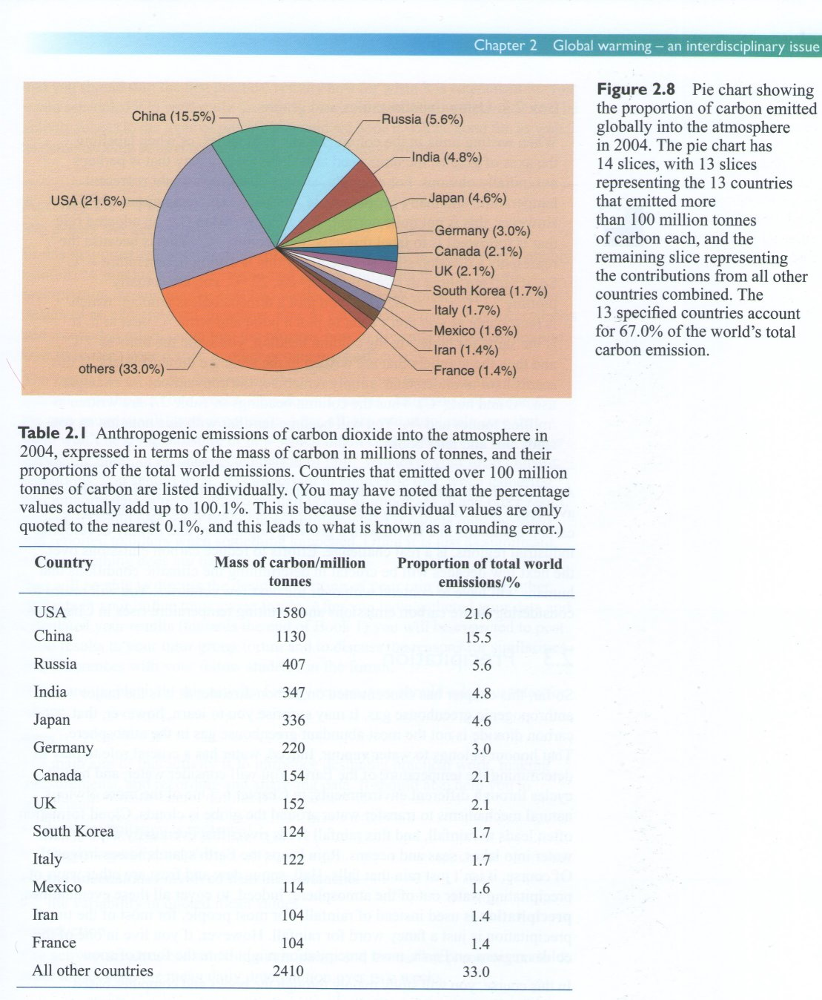 Chapter 2 Global warming – an interdisciplinary issue
China (15.5%)
Russia (5.6%)
India (4.8%)
USA (21.6%)
Japan (4.6%)
Germany (3.0%)
Canada (2.1%)
UK (2.1%)
South Korea (1.7%)
Italy (1.7%)
Mexico (1.6%)
Iran (1.4%)
others (33.0%)
France (1.4%)
Figure 2.8 Pie chart showing
the proportion of carbon emitted
globally into the atmosphere
in 2004. The pie chart has
14 slices, with 13 slices
representing the 13 countries
that emitted more
than 100 million tonnes
of carbon each, and the
remaining slice representing
the contributions from all other
countries combined. The
13 specified countries account
for 67.0% of the world's total
carbon emission.
Table 2.1 Anthropogenic emissions of carbon dioxide into the atmosphere in
2004, expressed in terms of the mass of carbon in millions of tonnes, and their
proportions of the total world emissions. Countries that emitted over 100 million
tonnes of carbon are listed individually. (You may have noted that the percentage
values actually add up to 100.1%. This is because the individual values are only
quoted to the nearest 0.1%, and this leads to what is known as a rounding error.)
Country Mass of carbon/million Proportion of total world
tonnes emissions/%
USA 1580 21.6
China 1130 15.5
Russia 407 5.6
India 347 4.8
Japan 336 4.6
Germany 220 3.0
Canada 154 2.1
UK 152 2.1
South Korea 124 1.7
Italy 122 1.7
Mexico 114 1.6
Iran 104 1.4
France 104 1.4
All other countries 2410 33.0